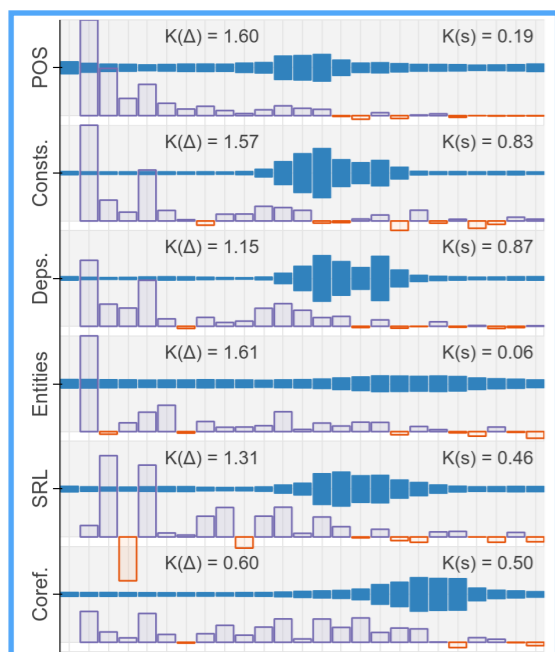 POS K(Δ) = 1.60 K(s) = 0.19
Consts. K(Δ) = 1.57 K(s) = 0.83
Deps. K(Δ) = 1.15 K(s) = 0.87
Entities K(Δ) = 1.61 K(s) = 0.06
SRL K(Δ) = 1.31 K(s) = 0.46
Coref. K(Δ) = 0.60 K(s) = 0.50